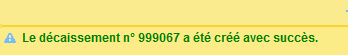 Le décaissement n° 999067 a été créé avec succès.